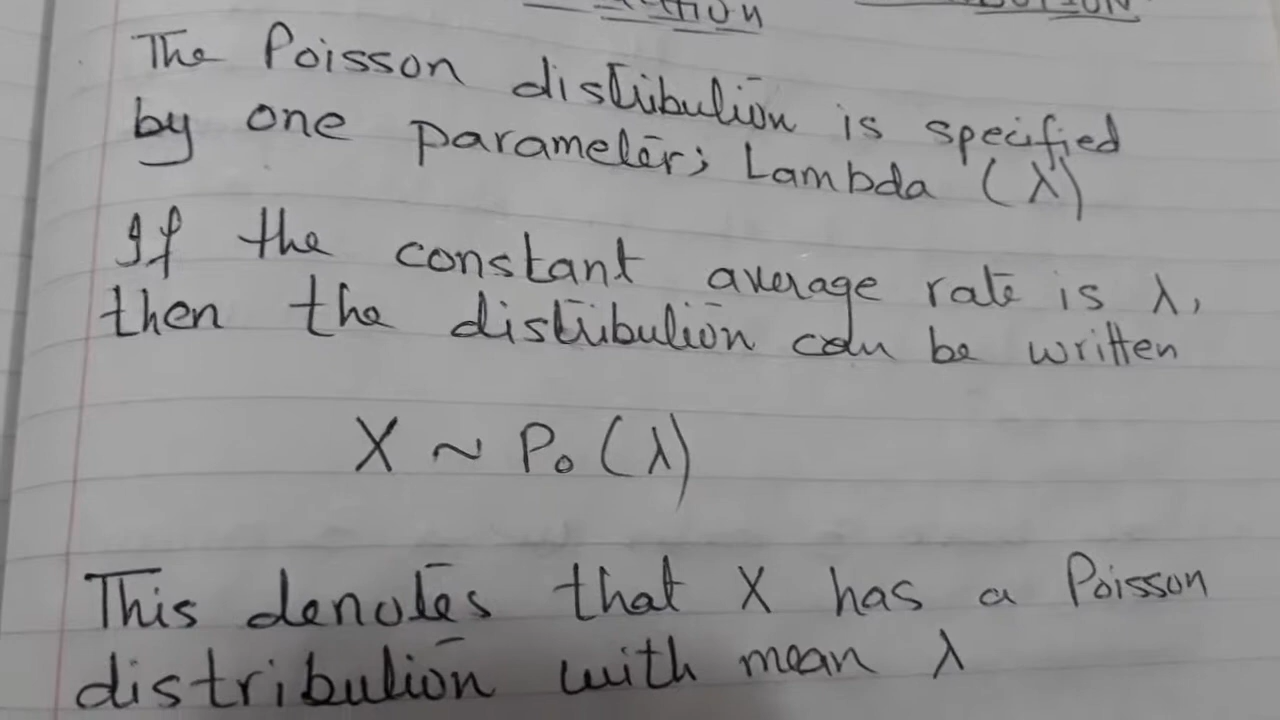 The Poisson distribution is specified
by one parameter; Lambda (λ)
If the constant average rate is λ,
then the distribution can be written
X ~ Po (λ)
This denotes that X has a Poisson
distribution with mean λ